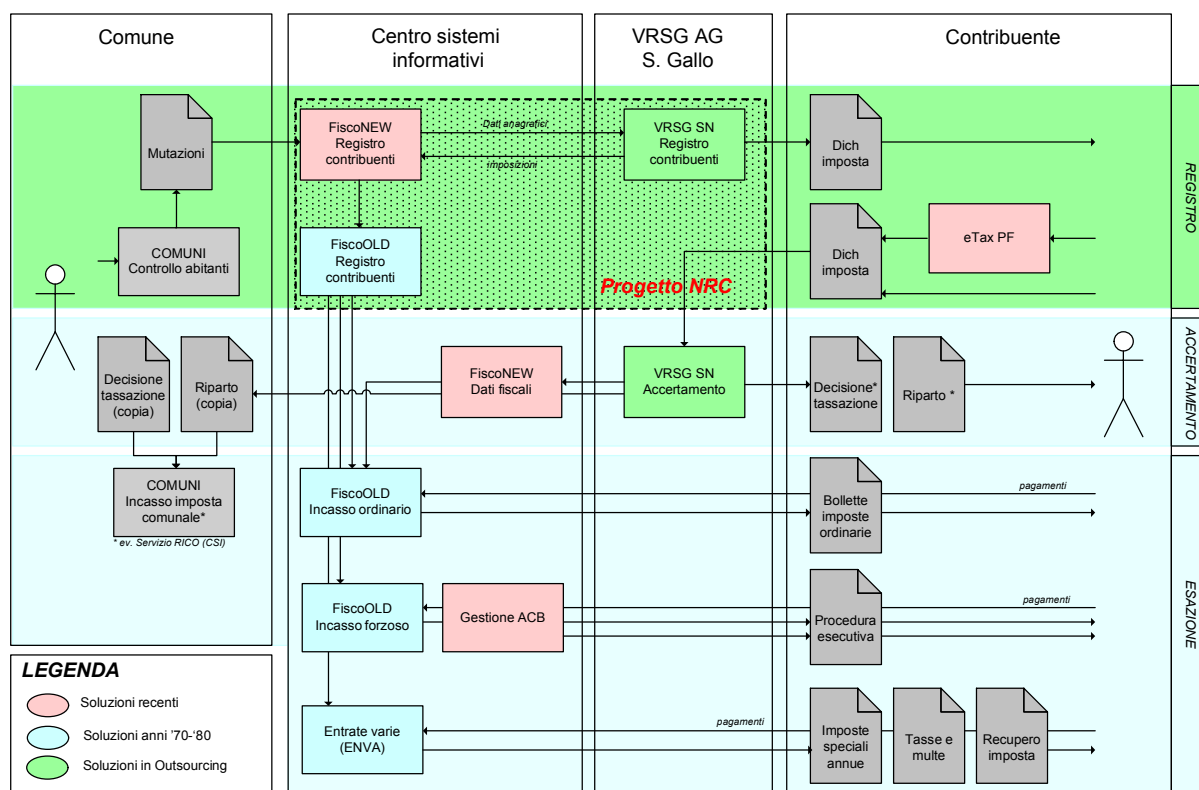 Comune
Centro sistemi
informativi
VRSG AG
S. Gallo
Contribuente
Mutazioni
FiscoNEW
Registro
contribuenti
Dati anagrafici
imposizioni
VRSG SN
Registro
contribuenti
Dich
imposta
REGISTRO
COMUNI
Controllo abitanti
FiscoOLD
Registro
contribuenti
Progetto NRC
Dich
imposta
eTax PF
Decisione
tassazione
(copia)
Riparto
(copia)
FiscoNEW
Dati fiscali
VRSG SN
Accertamento
Decisione*
tassazione
Riparto *
ACCERTAMENTO
COMUNI
Incasso imposta
comunale*
* ev. Servizio RICO (CSI)
FiscoOLD
Incasso ordinario
Bollette
imposte
ordinarie
pagamenti
FiscoOLD
Incasso forzoso
Gestione ACB
Procedura
esecutiva
pagamenti
ESAZIONE
Entrate varie
(ENVA)
pagamenti
Imposte
speciali
annue
Tasse e
multe
Recupero
imposta
LEGENDA
Soluzioni recenti
Soluzioni anni '70-'80
Soluzioni in Outsourcing